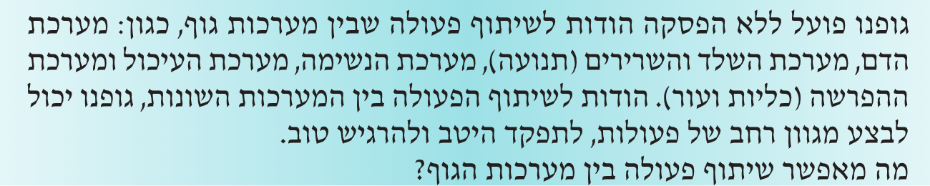 גופנו פועל ללא הפסקה הודות לשיתוף פעולה שבין מערכות גוף, כגון: מערכת
הדם, מערכת השלד והשרירים (תנועה), מערכת הנשימה, מערכת העיכול ומערכת
ההפרשה (כליות ועור). הודות לשיתוף הפעולה בין המערכות השונות, גופנו יכול
לבצע מגוון רחב של פעולות, לתפקד היטב ולהרגיש טוב.
מה מאפשר שיתוף פעולה בין מערכות הגוף?